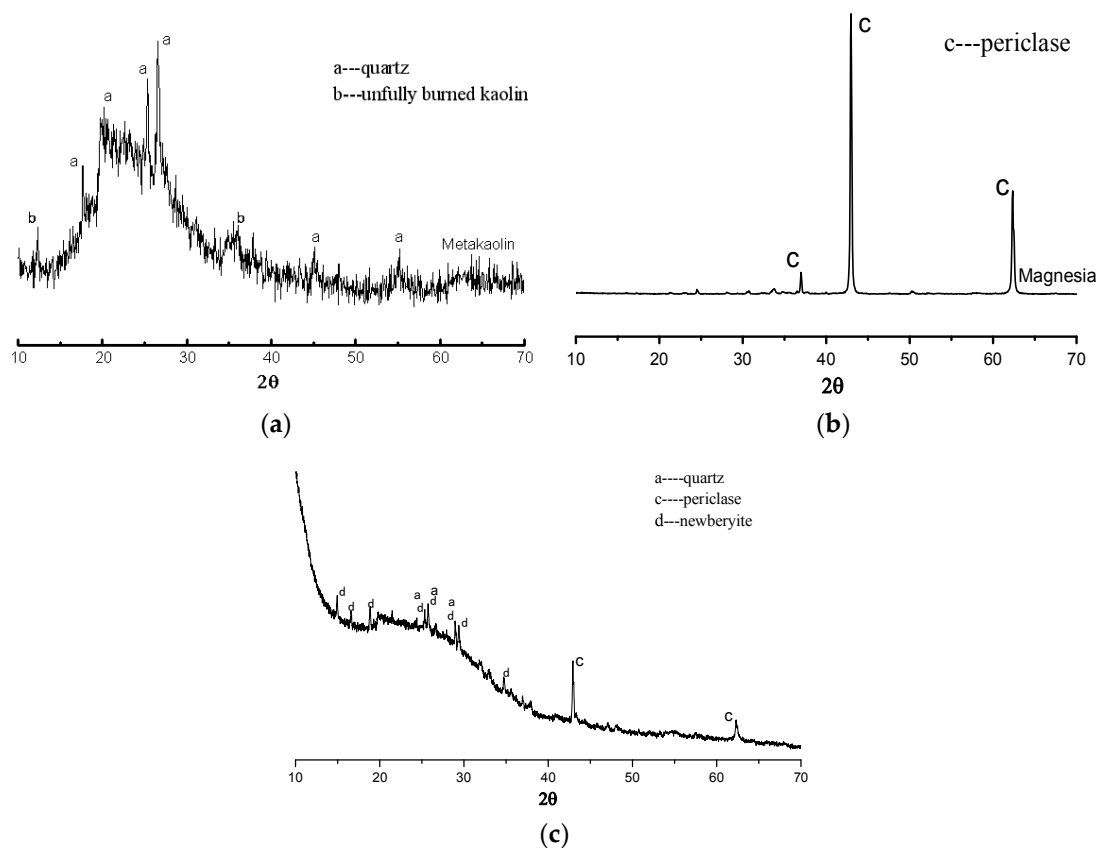 a---quartz
b---unfully burned kaolin
a
a
a
a
b
b
a
a
Metakaolin
10 20 30 40 50 60 70
2θ
(a)
c---periclase
c
c
c
Magnesia
10 20 30 40 50 60 70
2θ
(b)
a----quartz
c----periclase
d---newberyite
d
d
d
a
d
a
d
a
d
d
d
c
c
10 20 30 40 50 60 70
2θ
(c)